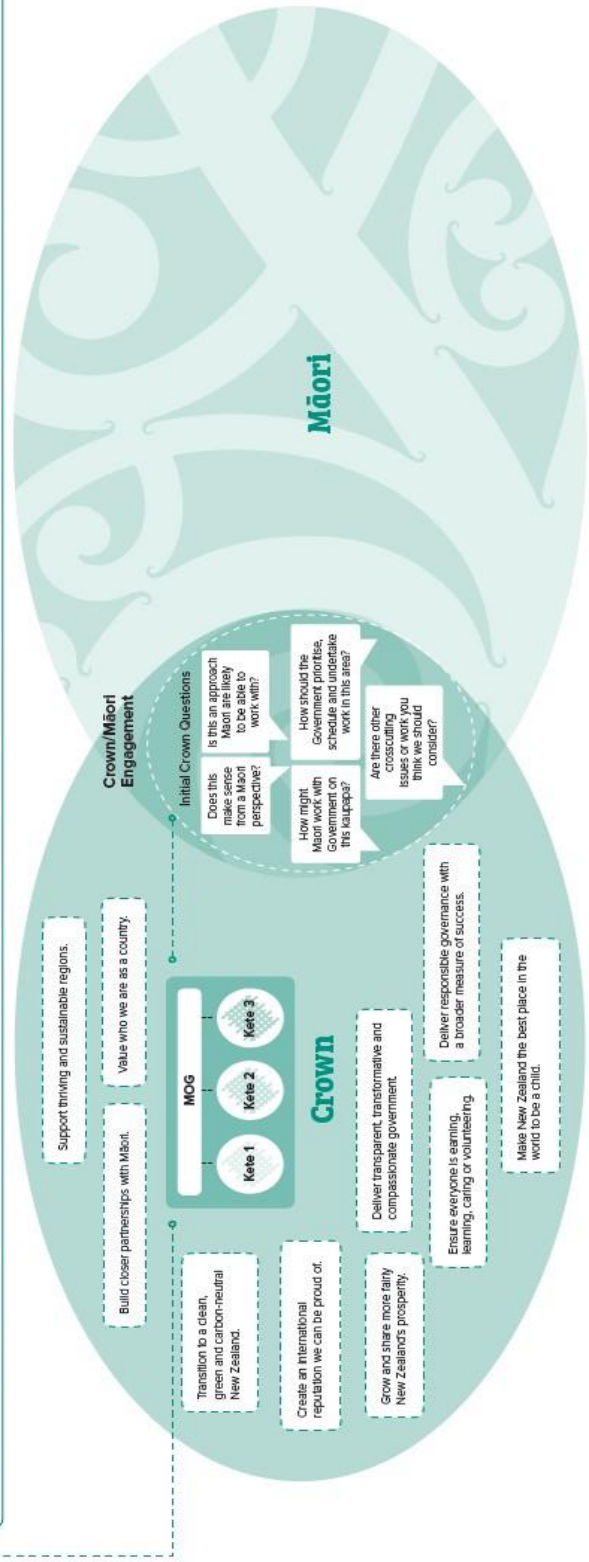 Support thriving and sustainable regions.
Build closer partnerships with Māori.
Value who we are as a country.
Transition to a clean,
green and carbon-neutral
New Zealand.
Create an international
reputation we can be proud of.
Grow and share more fairly
New Zealand's prosperity.
MOG
Kete 1
Kete 2
Kete 3
Crown
Deliver transparent, transformative and
compassionate government.
Ensure everyone is earning,
learning, caring or volunteering.
Deliver responsible governance with
a broader measure of success.
Make New Zealand the best place in the
world to be a child.
Crown/Māori
Engagement
Initial Crown Questions
Does this
make sense
from a Māori
perspective?
Is this an approach
Māori are likely
to be able to
work with?
How might
Māori work with
Government on
this kaupapa?
How should the
Government prioritise,
schedule and undertake
work in this area?
Are there other
crosscutting
issues or work you
think we should
consider?
Māori